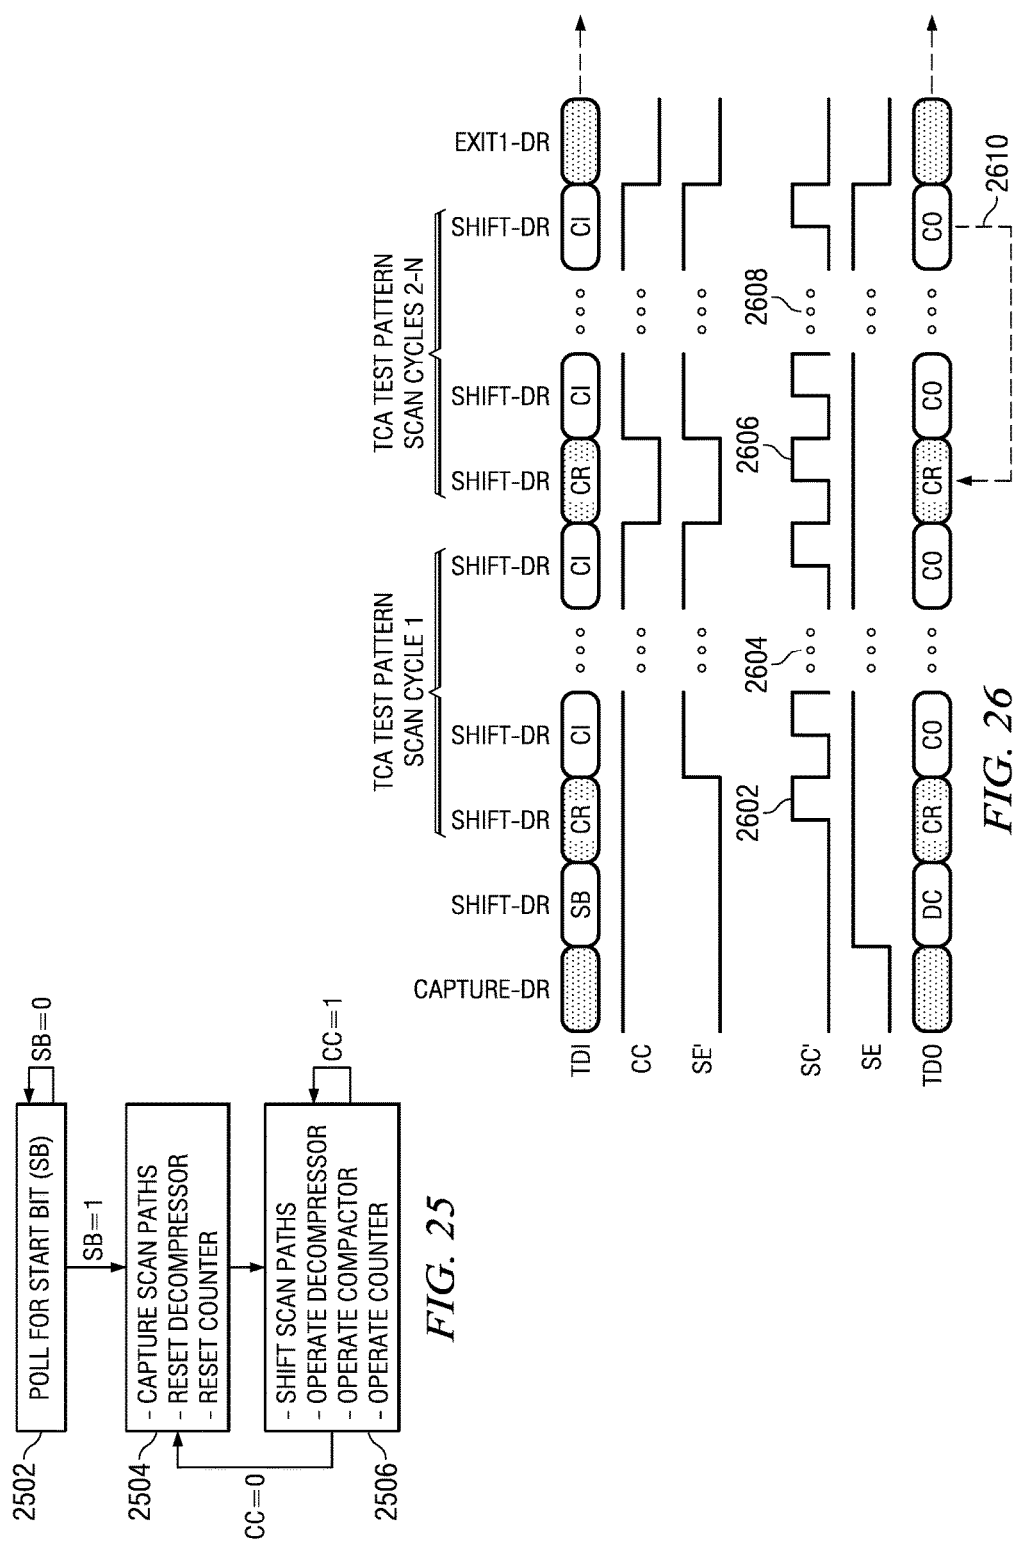 POLL FOR START BIT (SB)
SB=0
2502
SB=1
- CAPTURE SCAN PATHS
- RESET DECOMPRESSOR
- RESET COUNTER
2504
- SHIFT SCAN PATHS
- OPERATE DECOMPRESSOR
- OPERATE COMPACTOR
- OPERATE COUNTER
CC=1
CC=0
2506
FIG. 25
TCA TEST PATTERN
SCAN CYCLE 1
TCA TEST PATTERN
SCAN CYCLES 2-N
CAPTURE-DR
SHIFT-DR
SHIFT-DR
SHIFT-DR
SHIFT-DR
SHIFT-DR
SHIFT-DR
SHIFT-DR
EXIT1-DR
TDI
SB
CR
CI
CI
CR
CI
CI
CC
SE'
2602
2604
2606
2608
SC'
SE
TDO
DC
CR
CO
CO
CR
CO
CO
2610
FIG. 26